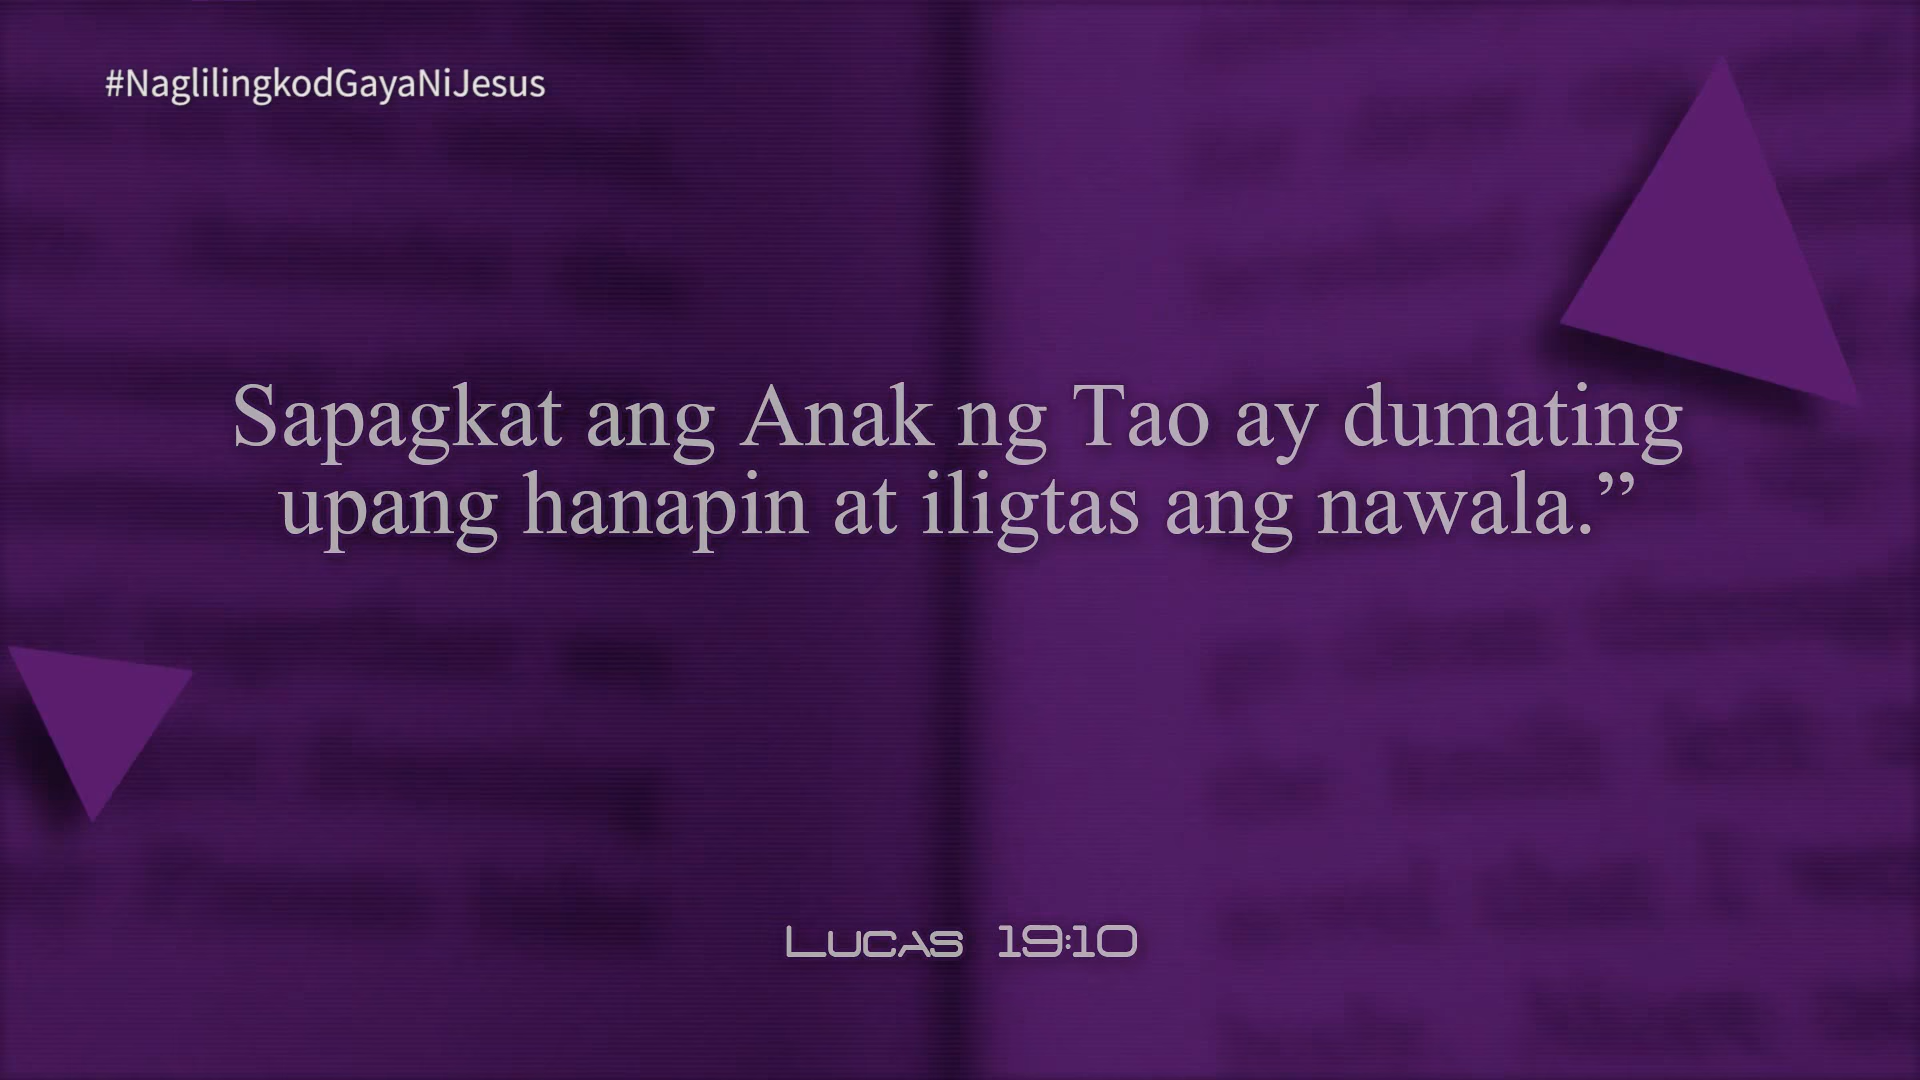 #NaglilingkodGayaNiJesus
Sapagkat ang Anak ng Tao ay dumating
upang hanapin at iligtas ang nawala.”
Lucas 19:10